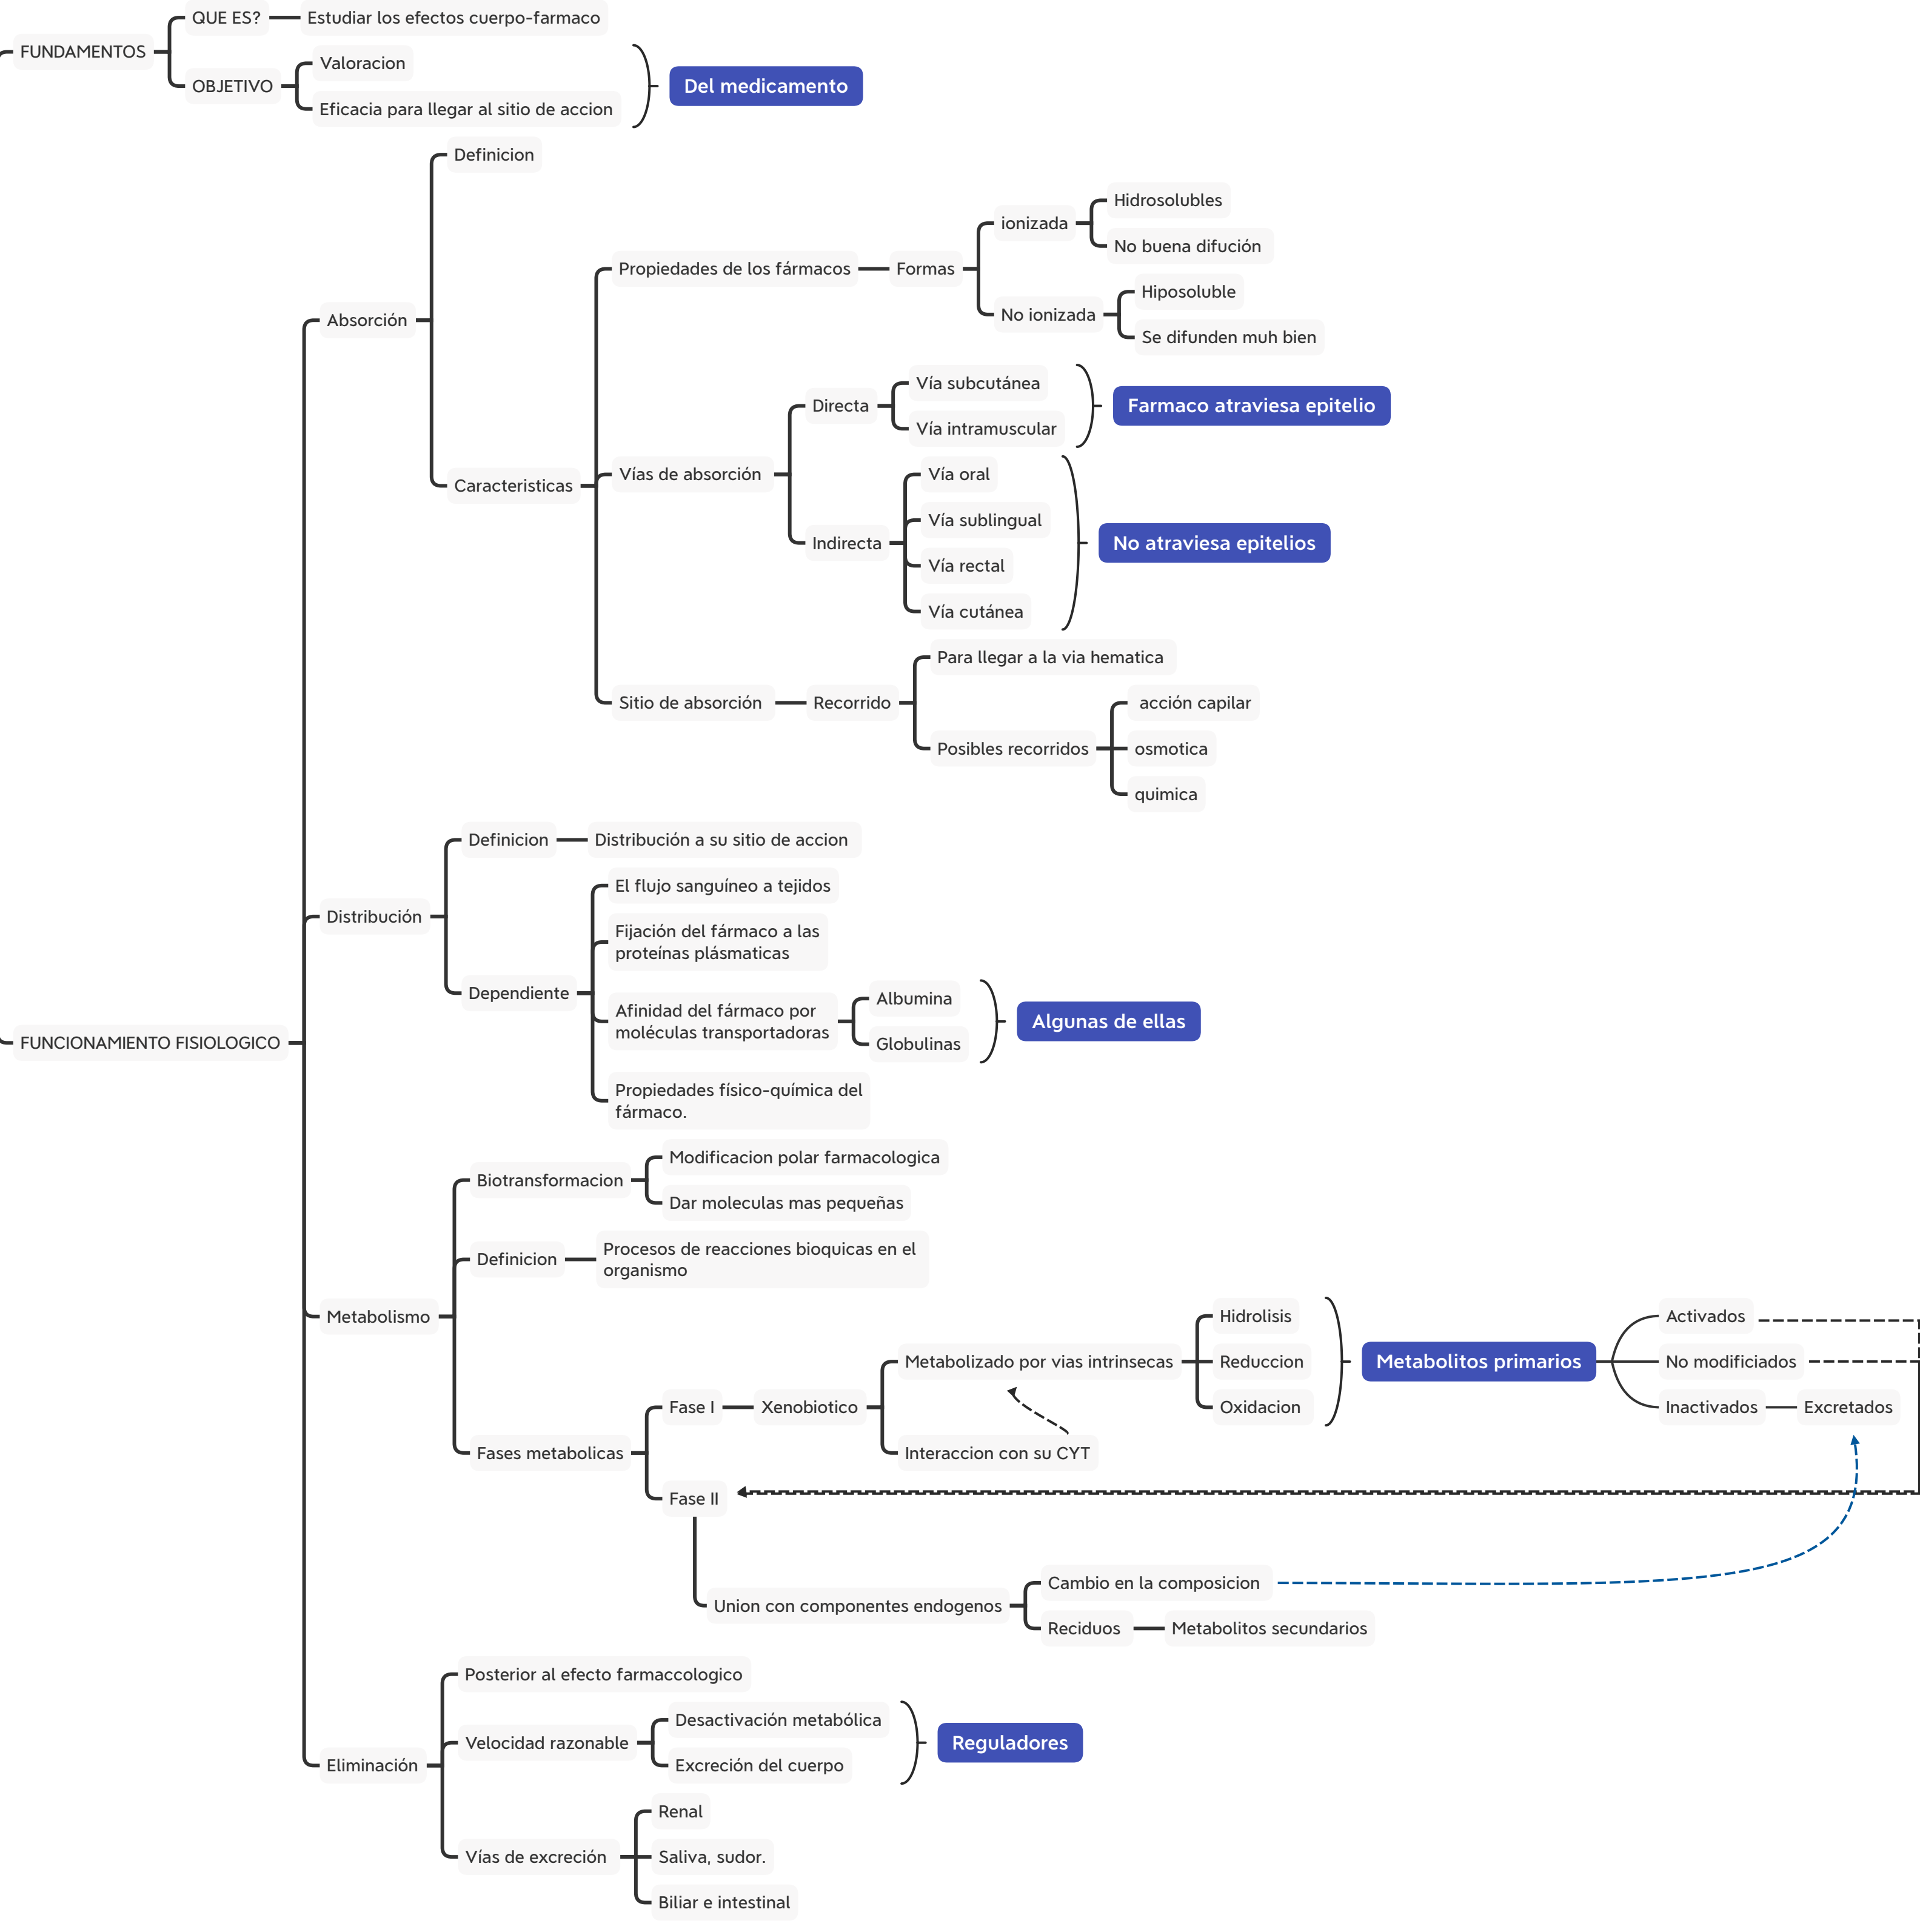 FUNDAMENTOS
QUE ES?
Estudiar los efectos cuerpo-farmaco
OBJETIVO
Valoracion
Eficacia para llegar al sitio de accion
Del medicamento
FUNCIONAMIENTO FISIOLOGICO
Absorción
Definicion
Caracteristicas
Propiedades de los fármacos
Formas
ionizada
Hidrosolubles
No buena difución
No ionizada
Hiposoluble
Se difunden muh bien
Vías de absorción
Directa
Vía subcutánea
Vía intramuscular
Farmaco atraviesa epitelio
Indirecta
Vía oral
Vía sublingual
Vía rectal
Vía cutánea
No atraviesa epitelios
Sitio de absorción
Recorrido
Para llegar a la via hematica
Posibles recorridos
acción capilar
osmotica
quimica
Distribución
Definicion
Distribución a su sitio de accion
Dependiente
El flujo sanguíneo a tejidos
Fijación del fármaco a las
proteínas plásmaticas
Afinidad del fármaco por
moléculas transportadoras
Albumina
Globulinas
Algunas de ellas
Propiedades físico-química del
fármaco.
Metabolismo
Biotransformacion
Modificacion polar farmacologica
Dar moleculas mas pequeñas
Definicion
Procesos de reacciones bioquicas en el
organismo
Fases metabolicas
Fase I
Xenobiotico
Metabolizado por vias intrinsecas
Hidrolisis
Reduccion
Oxidacion
Metabolitos primarios
Activados
No modificiados
Inactivados
Excretados
Interaccion con su CYT
Fase II
Union con componentes endogenos
Cambio en la composicion
Reciduos
Metabolitos secundarios
Eliminación
Posterior al efecto farmaccologico
Velocidad razonable
Desactivación metabólica
Excreción del cuerpo
Reguladores
Vías de excreción
Renal
Saliva, sudor.
Biliar e intestinal